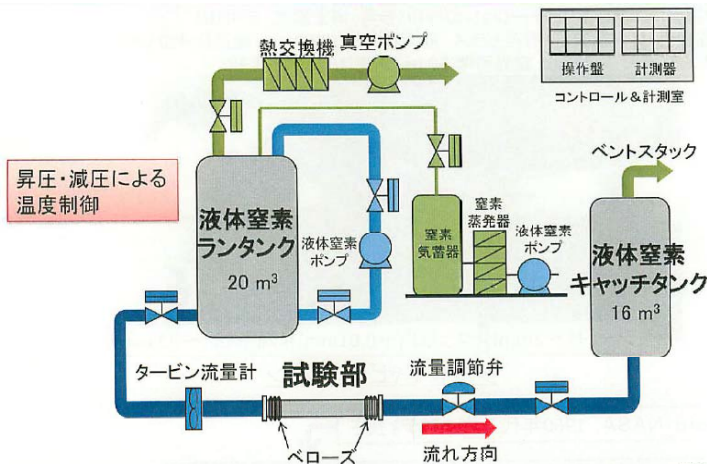 熱交換機
真空ポンプ
操作盤
計測器
コントロール＆計測室
ベントスタック
昇圧・減圧による
温度制御
液体窒素
ランタンク
20 m³
液体窒素
ポンプ
窒素
気蓄器
窒素
蒸発器
液体窒素
ポンプ
液体窒素
キャッチタンク
16 m³
タービン流量計
試験部
流量調節弁
ベローズ
流れ方向